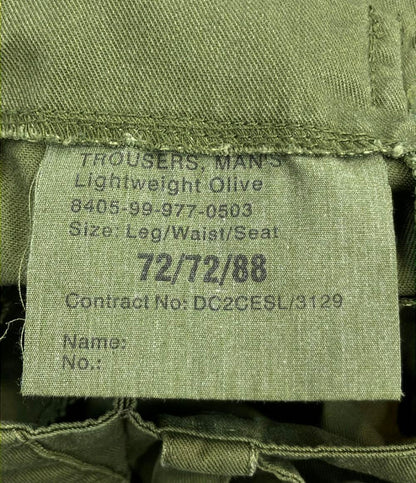 TROUSERS, MAN'S
Lightweight Olive
8405-99-977-0503
Size: Leg/Waist/Seat
72/72/88
Contract No: DC2CESL/3129
Name:
No.: